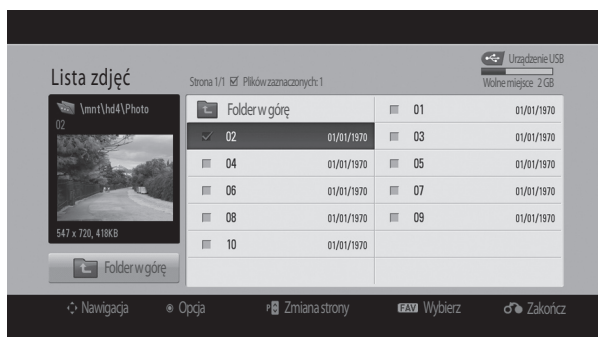 Urządzenie USB
Lista zdjęć
Strona 1/1 Plików zaznaczonych: 1
Wolne miejsce 2 GB
\mnt\hd4\Photo
02
547 x 720, 418KB
Folder w górę
Folder w górę
01 01/01/1970
02 01/01/1970
03 01/01/1970
04 01/01/1970
05 01/01/1970
06 01/01/1970
07 01/01/1970
08 01/01/1970
09 01/01/1970
10 01/01/1970
Nawigacja
Opcja
P Zmiana strony
FAV Wybierz
Zakończ